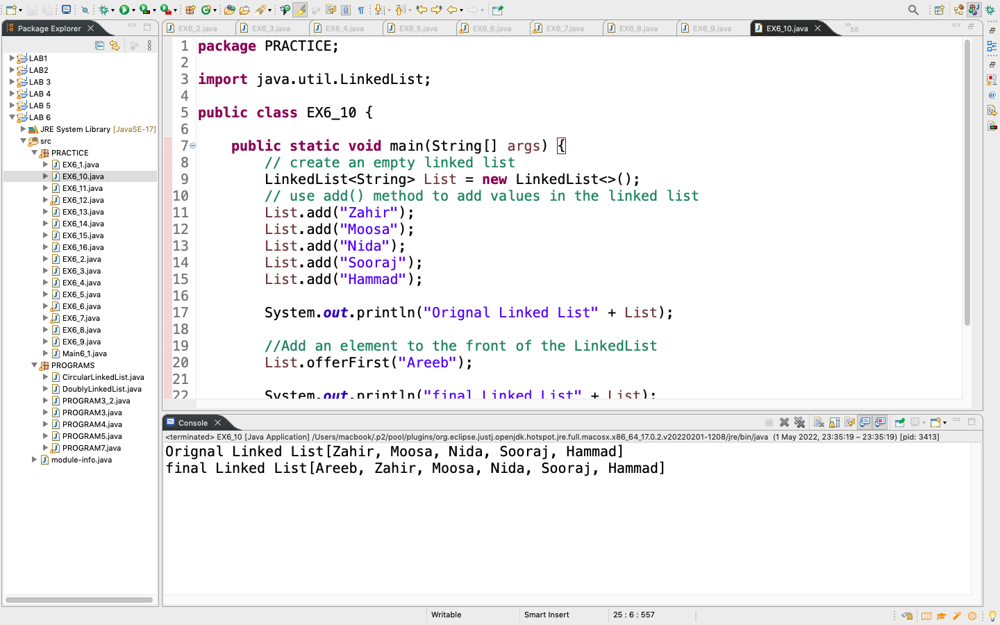 Package Explorer
EX6_2.java
EX6_3.java
EX6_4.java
EX6_5.java
EX6_6.java
EX6_7.java
EX6_8.java
EX6_9.java
EX6_10.java
58
LAB1
LAB2
LAB 3
LAB 4
LAB 5
LAB 6
JRE System Library [JavaSE-17]
src
PRACTICE
EX6_1.java
EX6_10.java
EX6_11.java
EX6_12.java
EX6_13.java
EX6_14.java
EX6_15.java
EX6_16.java
EX6_2.java
EX6_3.java
EX6_4.java
EX6_5.java
EX6_6.java
EX6_7.java
EX6_8.java
EX6_9.java
Main6_1.java
PROGRAMS
CircularLinkedList.java
DoublyLinkedList.java
PROGRAM3_2.java
PROGRAM3.java
PROGRAM4.java
PROGRAM5.java
PROGRAM7.java
module-info.java
1 package PRACTICE;
2
3 import java.util.LinkedList;
4
5 public class EX6_10 {
6
7 public static void main(String[] args) {
8 // create an empty linked list
9 LinkedList<String> List = new LinkedList<>();
10 // use add() method to add values in the linked list
11 List.add("Zahir");
12 List.add("Moosa");
13 List.add("Nida");
14 List.add("Sooraj");
15 List.add("Hammad");
16
17 System.out.println("Orignal Linked List" + List);
18
19 //Add an element to the front of the LinkedList
20 List.offerFirst("Areeb");
21
22 System.out.println("final Linked List" + List);
Console
<terminated> EX6_10 [Java Application] /Users/macbook/.p2/pool/plugins/org.eclipse.justj.openjdk.hotspot.jre.full.macosx.x86_64_17.0.2.v20220201-1208/jre/bin/java (1 May 2022, 23:35:19 – 23:35:19) [pid: 3413]
Orignal Linked List[Zahir, Moosa, Nida, Sooraj, Hammad]
final Linked List[Areeb, Zahir, Moosa, Nida, Sooraj, Hammad]
Writable
Smart Insert
25 : 6 : 557